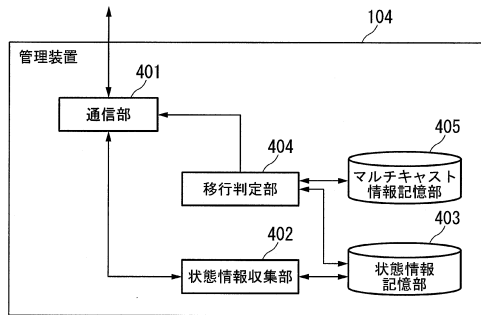 104
管理装置
401
通信部
404
移行判定部
405
マルチキャスト
情報記憶部
402
状態情報収集部
403
状態情報
記憶部